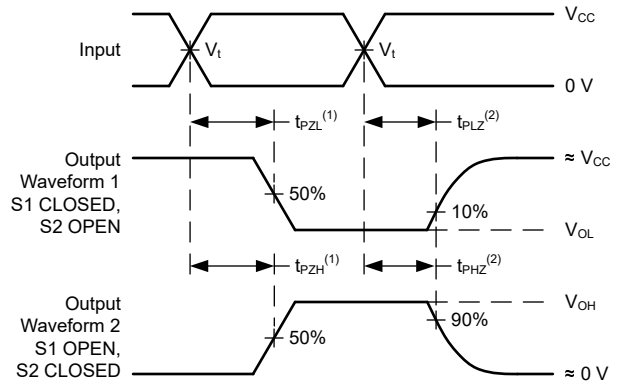 V_CC
Input
V_t
V_t
0 V
t_PZL^(1)
t_PLZ^(2)
Output
Waveform 1
S1 CLOSED,
S2 OPEN
≈ V_CC
50%
10%
V_OL
t_PZH^(1)
t_PHZ^(2)
Output
Waveform 2
S1 OPEN,
S2 CLOSED
V_OH
90%
50%
≈ 0 V